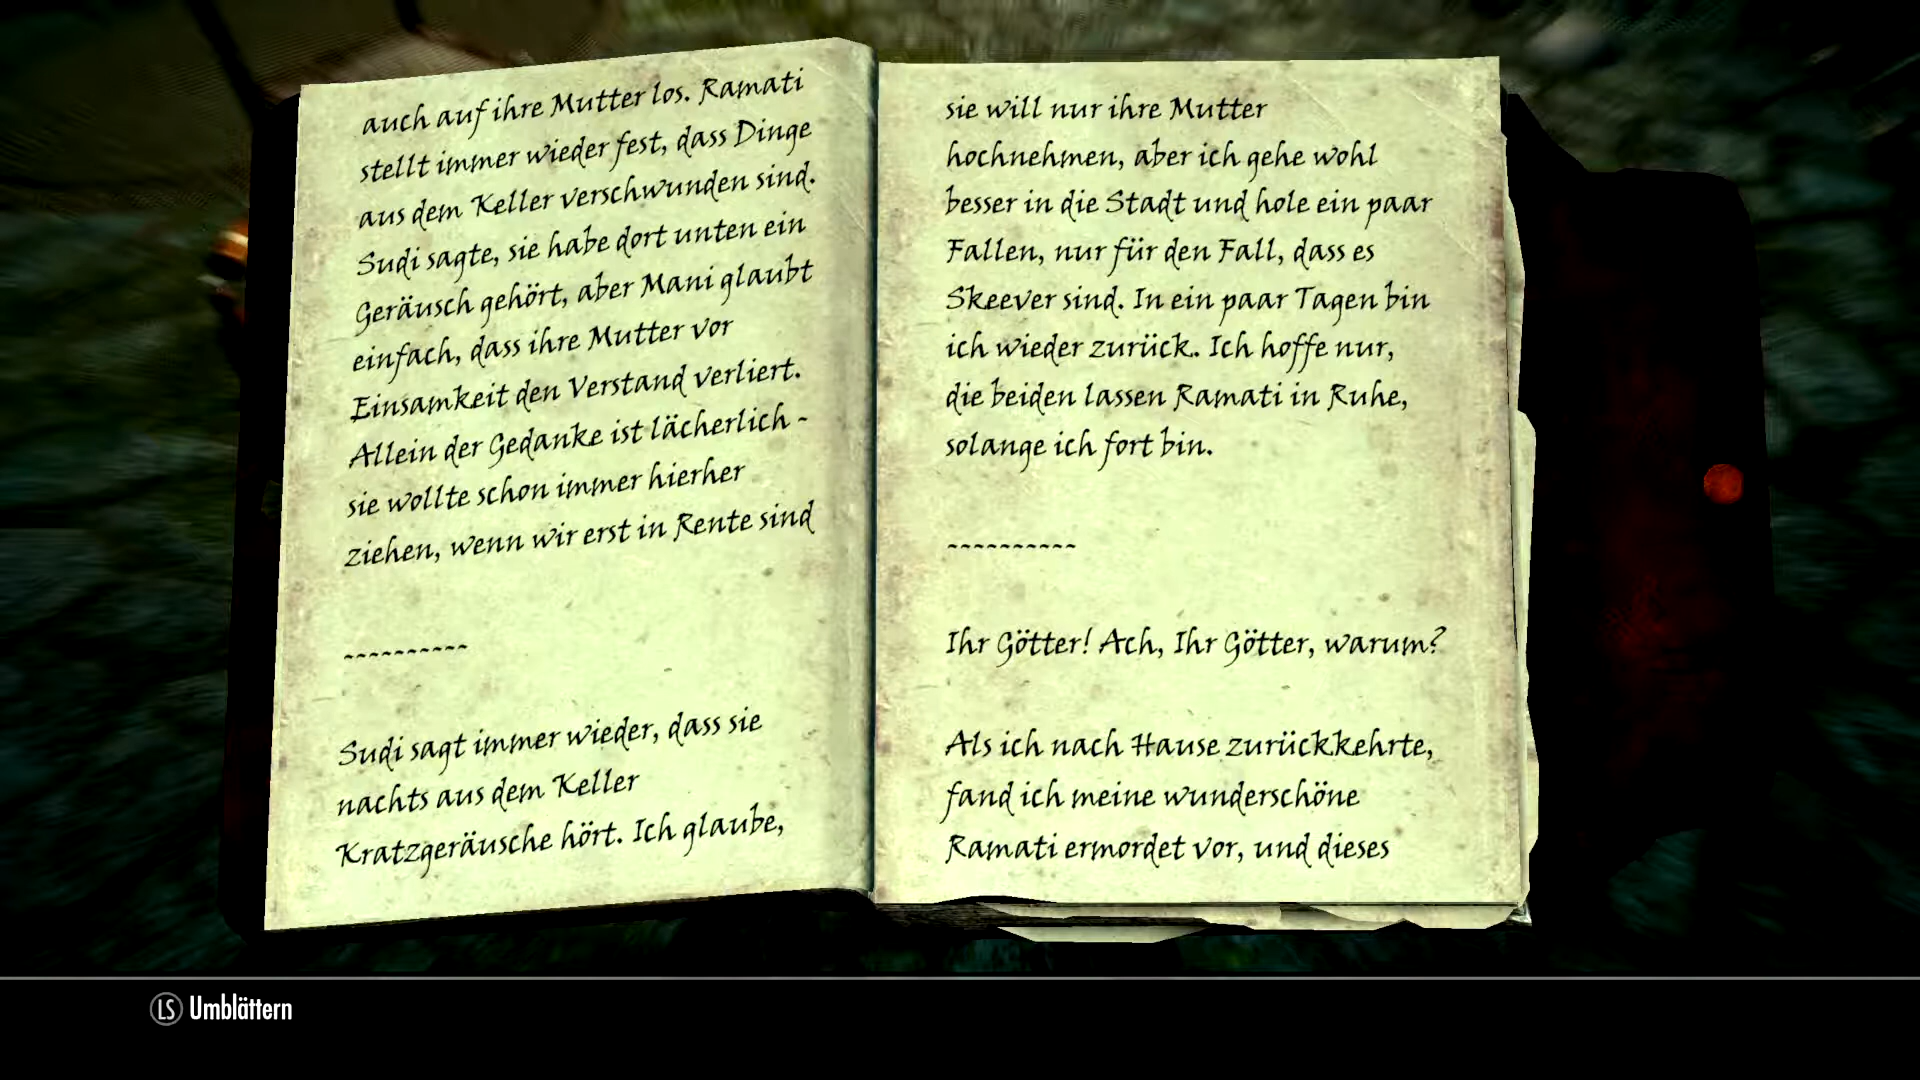 auch auf ihre Mutter los. Ramati
stellt immer wieder fest, dass Dinge
aus dem Keller verschwunden sind.
Sudi sagte, sie habe dort unten ein
Geräusch gehört, aber Mani glaubt
einfach, dass ihre Mutter vor
Einsamkeit den Verstand verliert.
Allein der Gedanke ist lächerlich -
sie wollte schon immer hierher
ziehen, wenn wir erst in Rente sind
~~~~~~~~~~
Sudi sagt immer wieder, dass sie
nachts aus dem Keller
Kratzgeräusche hört. Ich glaube,
sie will nur ihre Mutter
hochnehmen, aber ich gehe wohl
besser in die Stadt und hole ein paar
Fallen, nur für den Fall, dass es
Skeever sind. In ein paar Tagen bin
ich wieder zurück. Ich hoffe nur,
die beiden lassen Ramati in Ruhe,
solange ich fort bin.
~~~~~~~~~~
Ihr Götter! Ach, Ihr Götter, warum?
Als ich nach Hause zurückkehrte,
fand ich meine wunderschöne
Ramati ermordet vor, und dieses
LS Umblättern